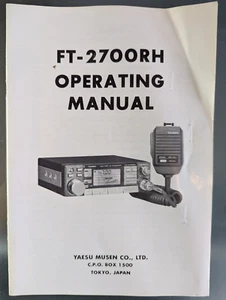 FT-2700RH
OPERATING
MANUAL
YAESU MUSEN CO., LTD.
C.P.O. BOX 1500
TOKYO, JAPAN